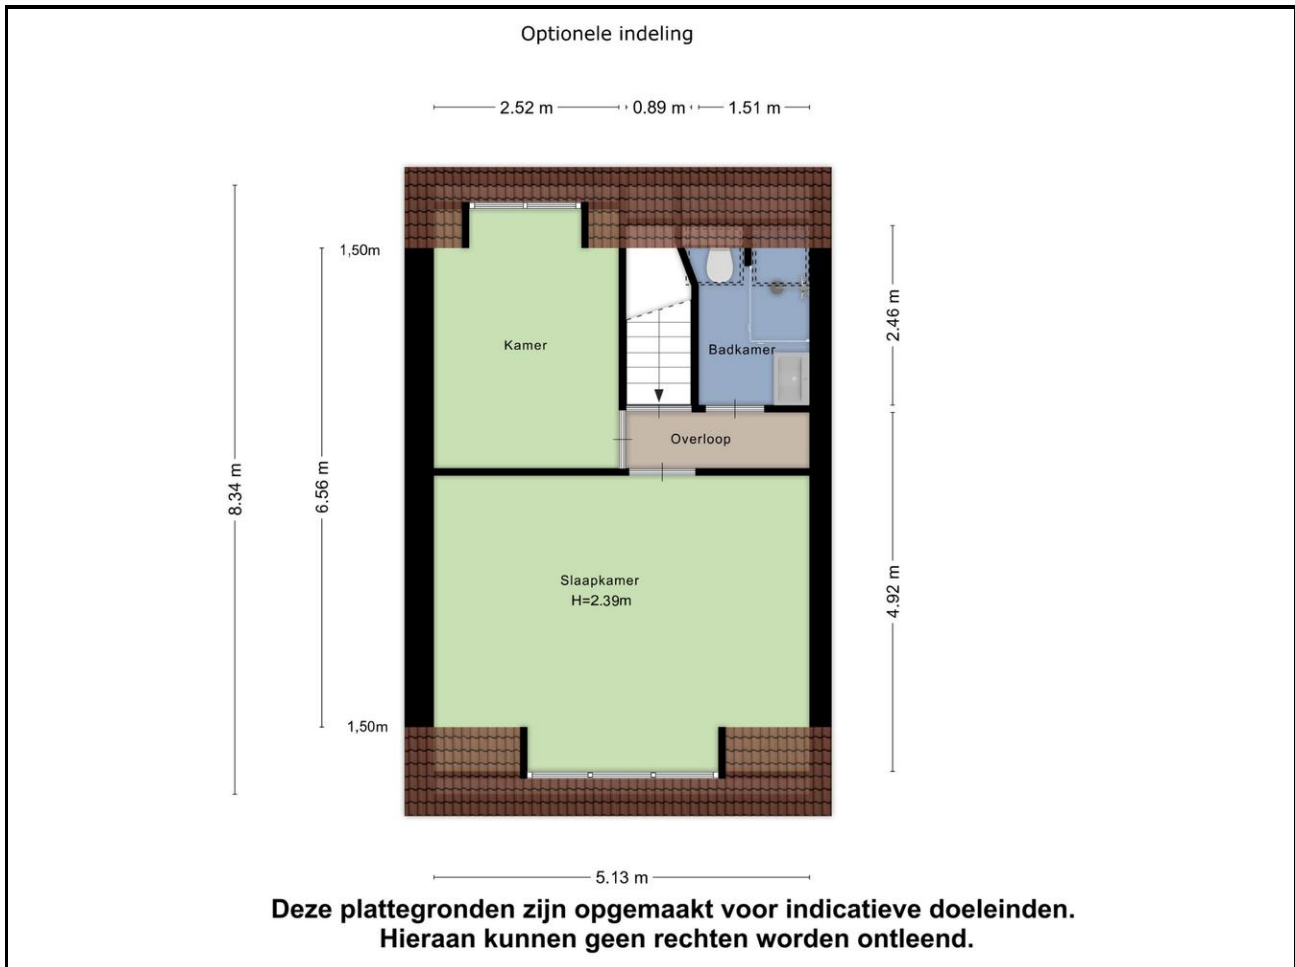 Optionele indeling
2.52 m
0.89 m
1.51 m
1,50m
Kamer
Badkamer
2.46 m
Overloop
8.34 m
6.56 m
Slaapkamer
H=2.39m
4.92 m
1,50m
5.13 m
Deze plattegronden zijn opgemaakt voor indicatieve doeleinden.
Hieraan kunnen geen rechten worden ontleend.